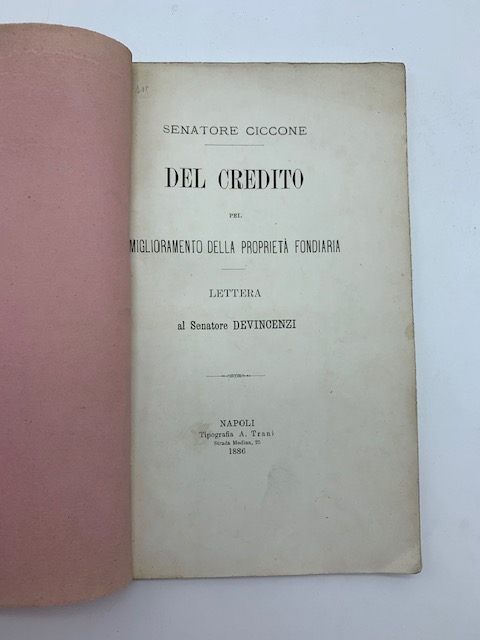 SENATORE CICCONE
DEL CREDITO
PEL
MIGLIORAMENTO DELLA PROPRIETÀ FONDIARIA
LETTERA
al Senatore DEVINCENZI
NAPOLI
Tipografia A. Trani
Strada Medina, 25
1886